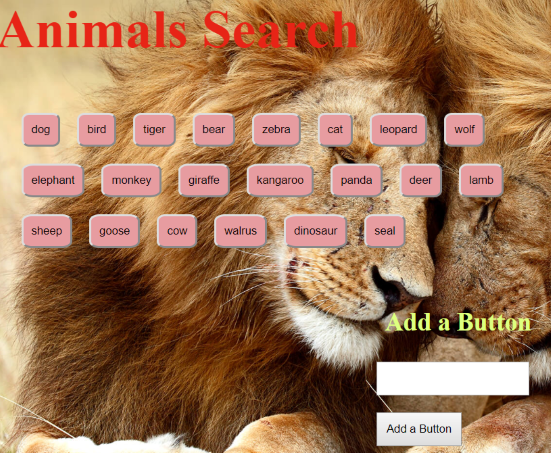 Animals Search
dog bird tiger bear zebra cat leopard wolf
elephant monkey giraffe kangaroo panda deer lamb
sheep goose cow walrus dinosaur seal
Add a Button
Add a Button